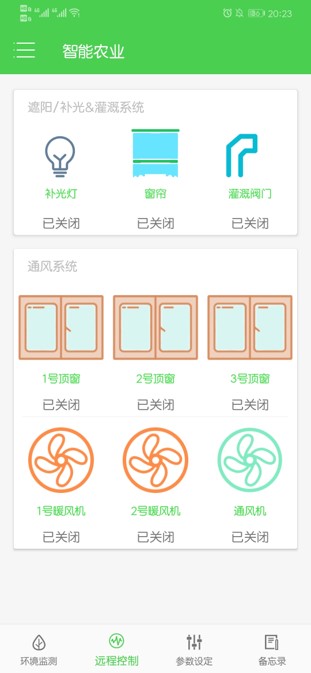 20:23
智能农业
遮阳/补光&灌溉系统
补光灯 窗帘 灌溉阀门
已关闭 已关闭 已关闭
通风系统
1号顶窗 2号顶窗 3号顶窗
已关闭 已关闭 已关闭
1号暖风机 2号暖风机 通风机
已关闭 已关闭 已关闭
环境监测 远程控制 参数设定 备忘录